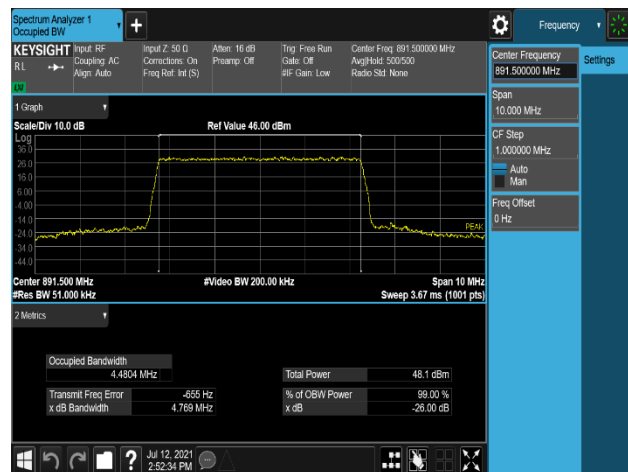 Spectrum Analyzer 1
Occupied BW
Frequency
KEYSIGHT
RL
Input: RF
Coupling: AC
Align: Auto
Input Z: 50 Ω
Corrections: On
Freq Ref: Int (S)
Atten: 16 dB
Preamp: Off
Trig: Free Run
Gate: Off
#IF Gain: Low
Center Freq: 891.500000 MHz
Avg|Hold: 500/500
Radio Std: None
Center Frequency
891.500000 MHz
Settings
Span
10.000 MHz
CF Step
1.000000 MHz
Auto
Man
Freq Offset
0 Hz
1 Graph
Scale/Div 10.0 dB
Ref Value 46.00 dBm
Log
36.0
26.0
16.0
6.00
-4.00
-14.0
-24.0
-34.0
-44.0
PEAK
Center 891.500 MHz
#Video BW 200.00 kHz
Span 10 MHz
#Res BW 51.000 kHz
Sweep 3.67 ms (1001 pts)
2 Metrics
Occupied Bandwidth
4.4804 MHz
Total Power
48.1 dBm
Transmit Freq Error
-655 Hz
% of OBW Power
99.00 %
x dB Bandwidth
4.769 MHz
x dB
-26.00 dB
?
Jul 12, 2021
2:52:34 PM